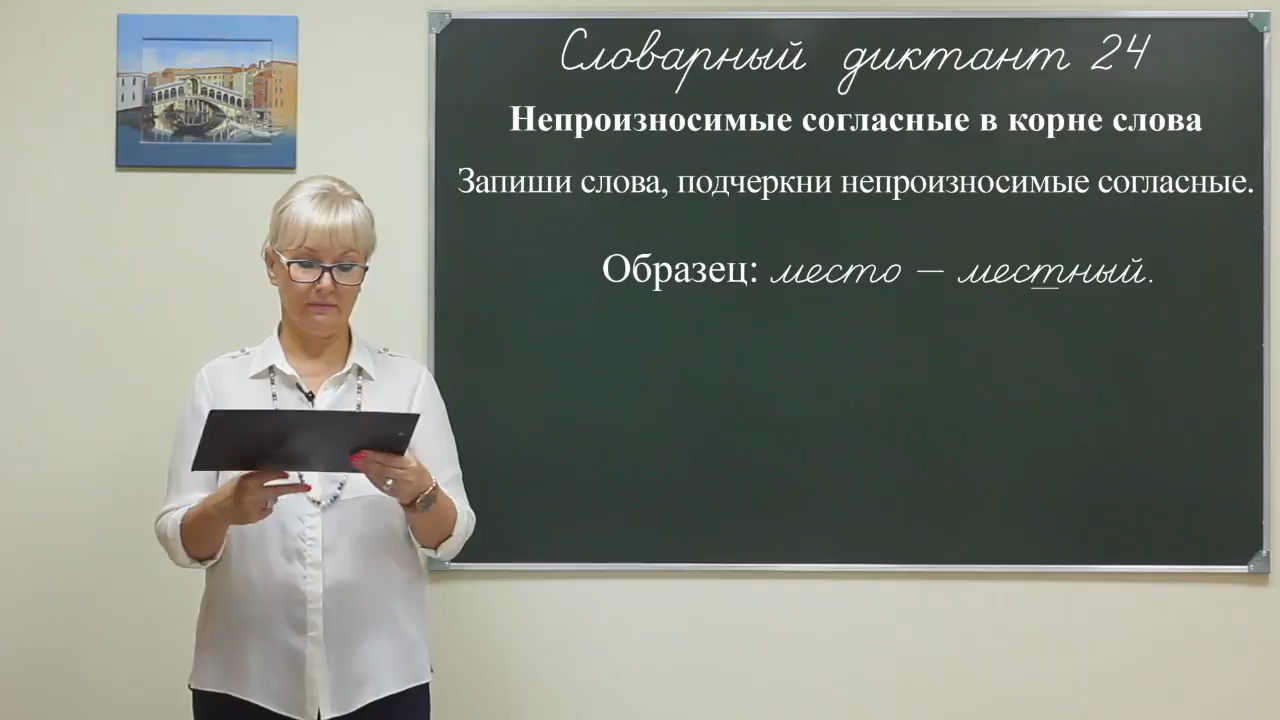 Словарный диктант 24
Непроизносимые согласные в корне слова
Запиши слова, подчеркни непроизносимые согласные.
Образец: место – местный.